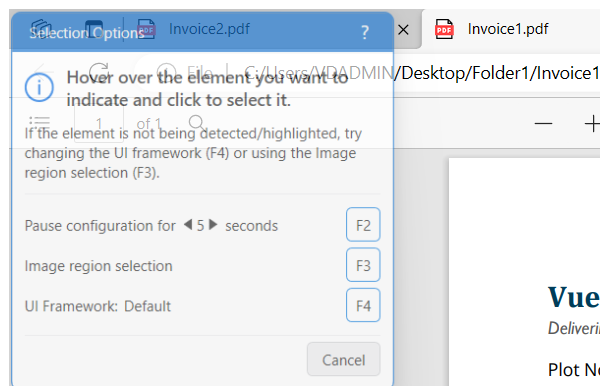 Selection Options ?
Invoice2.pdf
Invoice1.pdf
File C:/Users/VDADMIN/Desktop/Folder1/Invoice1
Hover over the element you want to
indicate and click to select it.
1 of 1
If the element is not being detected/highlighted, try
changing the UI framework (F4) or using the Image
region selection (F3).
Pause configuration for 5 seconds F2
Image region selection F3
UI Framework: Default F4
Cancel
Vue
Deliveri
Plot N